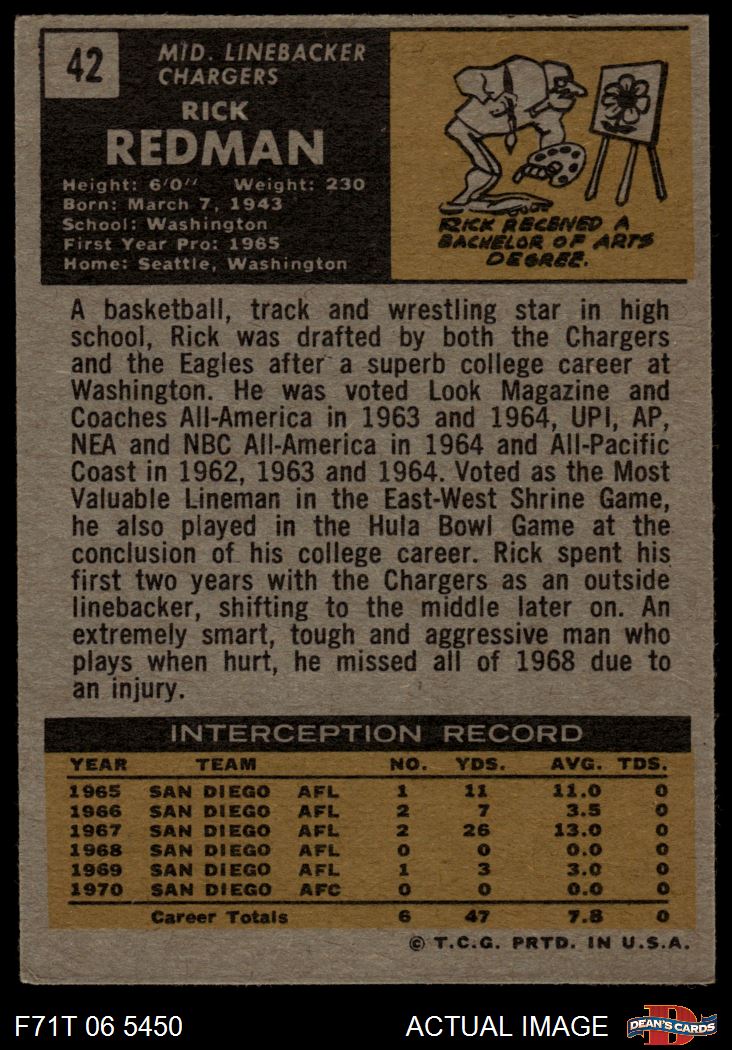 42
MID. LINEBACKER
CHARGERS
RICK
REDMAN
Height: 6'0" Weight: 230
Born: March 7, 1943
School: Washington
First Year Pro: 1965
Home: Seattle, Washington
RICK RECEIVED A
BACHELOR OF ARTS
DEGREE.
A basketball, track and wrestling star in high
school, Rick was drafted by both the Chargers
and the Eagles after a superb college career at
Washington. He was voted Look Magazine and
Coaches All-America in 1963 and 1964, UPI, AP,
NEA and NBC All-America in 1964 and All-Pacific
Coast in 1962, 1963 and 1964. Voted as the Most
Valuable Lineman in the East-West Shrine Game,
he also played in the Hula Bowl Game at the
conclusion of his college career. Rick spent his
first two years with the Chargers as an outside
linebacker, shifting to the middle later on. An
extremely smart, tough and aggressive man who
plays when hurt, he missed all of 1968 due to
an injury.
INTERCEPTION RECORD
YEAR TEAM NO. YDS. AVG. TDS.
1965 SAN DIEGO AFL 1 11 11.0 0
1966 SAN DIEGO AFL 2 7 3.5 0
1967 SAN DIEGO AFL 2 26 13.0 0
1968 SAN DIEGO AFL 0 0 0.0 0
1969 SAN DIEGO AFL 1 3 3.0 0
1970 SAN DIEGO AFC 0 0 0.0 0
Career Totals 6 47 7.8 0
© T.C.G. PRTD. IN U.S.A.
F71T 06 5450 ACTUAL IMAGE D DEAN'S CARDS